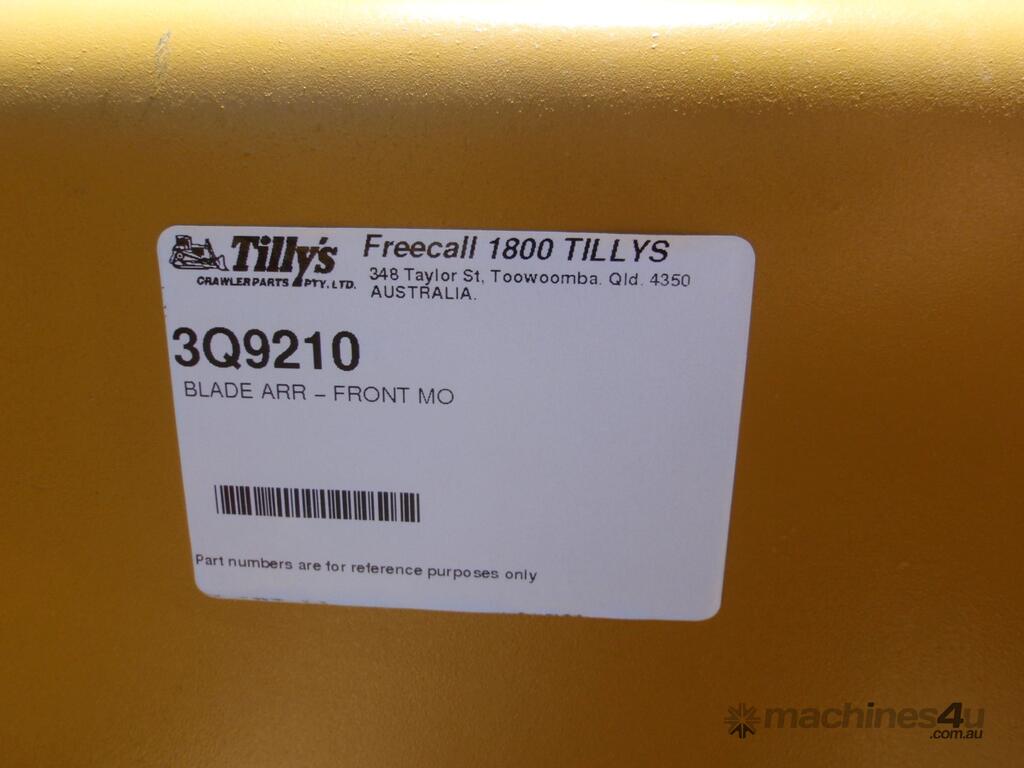 Tilly's
CRAWLER PARTS PTY. LTD.
Freecall 1800 TILLYS
348 Taylor St, Toowoomba. Qld. 4350
AUSTRALIA.
3Q9210
BLADE ARR – FRONT MO
Part numbers are for reference purposes only
machines4u
.com.au